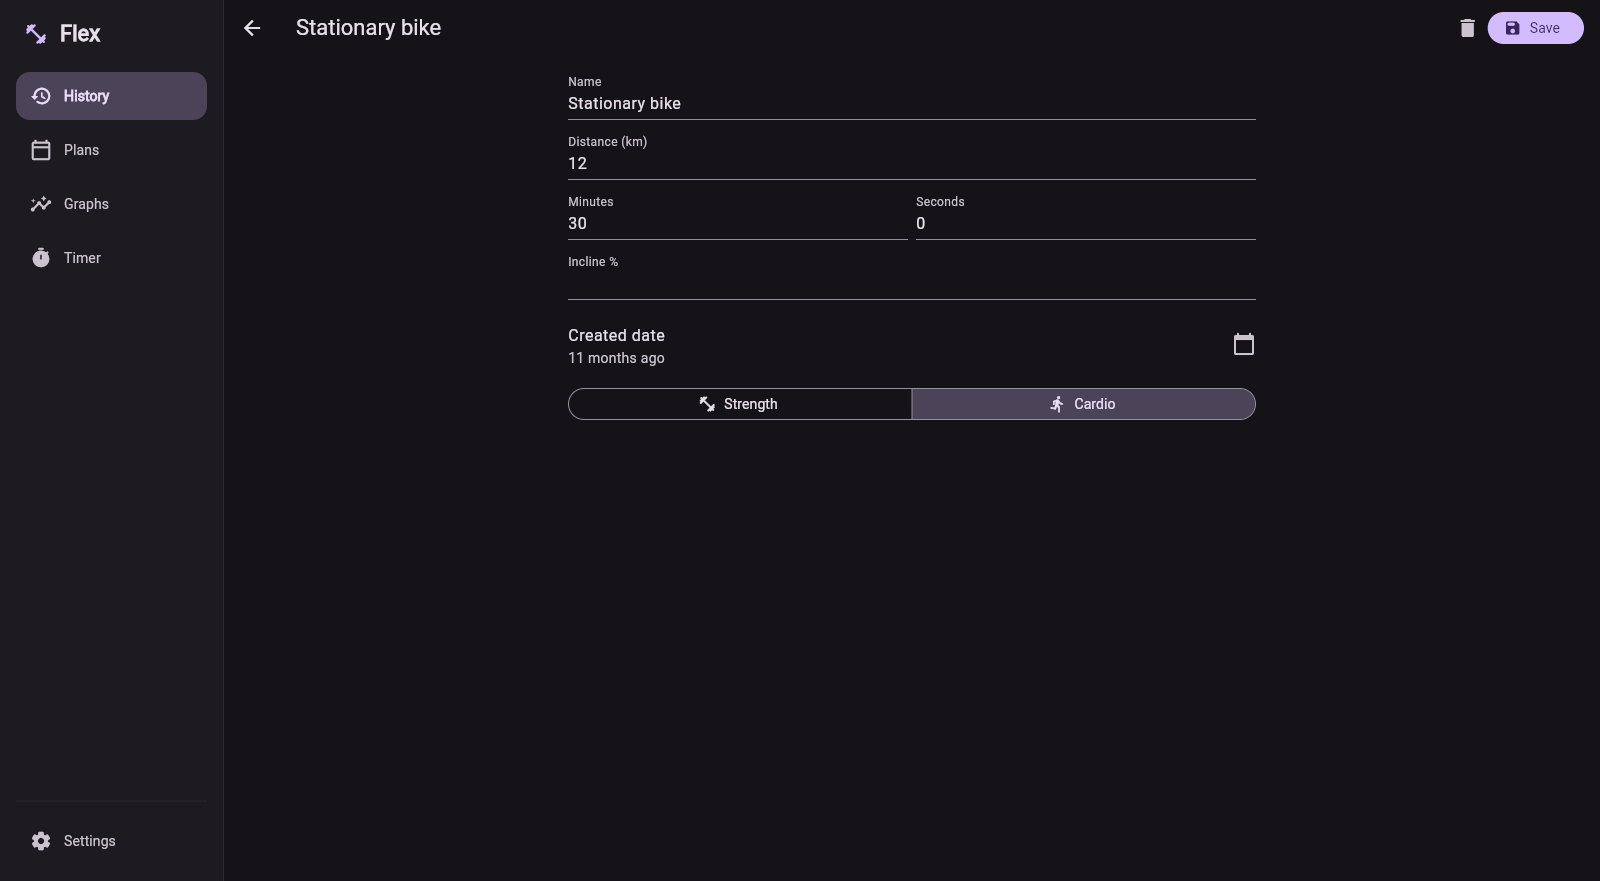 Flex
History
Plans
Graphs
Timer
Settings
Stationary bike
Save
Name
Stationary bike
Distance (km)
12
Minutes
30
Seconds
0
Incline %
Created date
11 months ago
Strength
Cardio